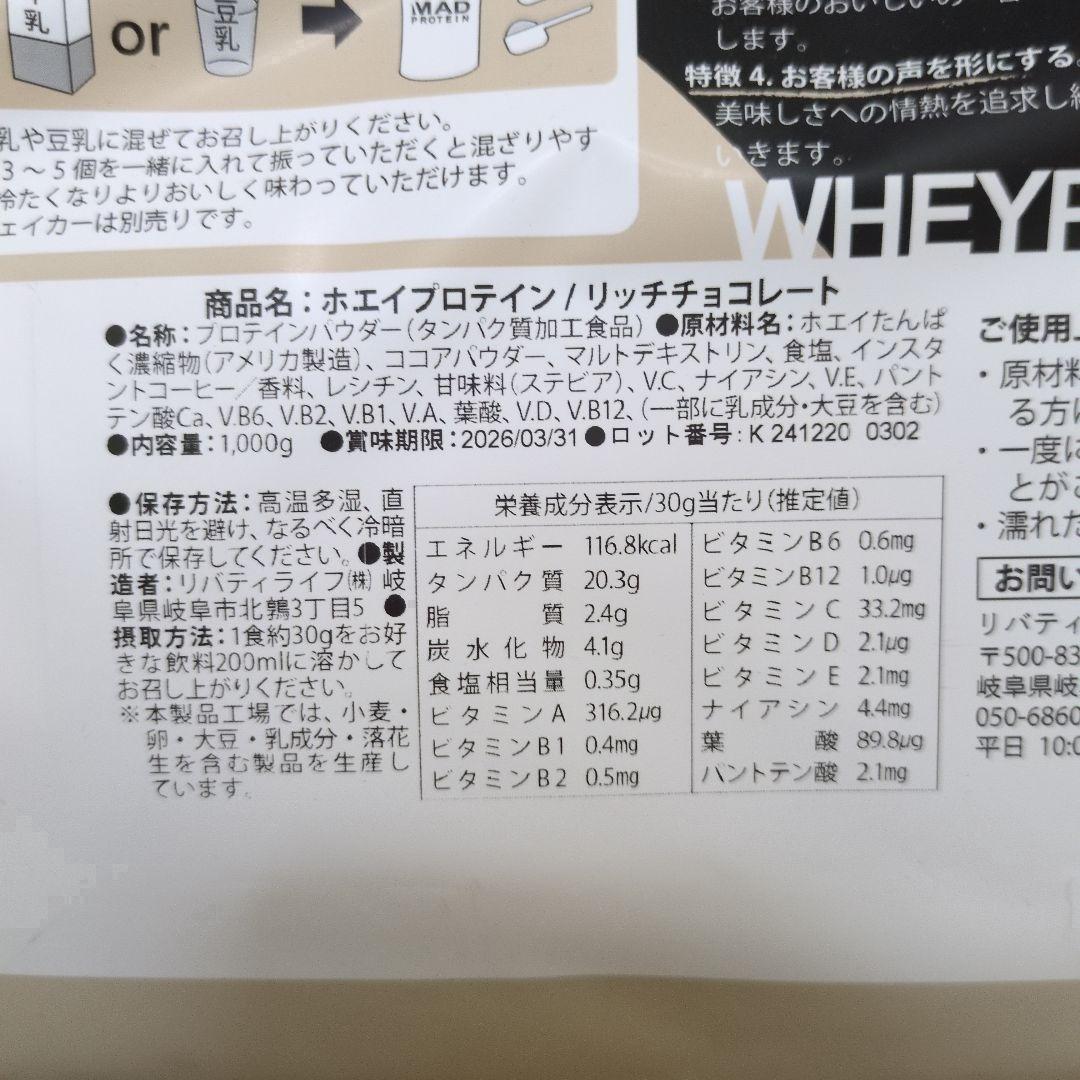 乳
or
豆
乳
MAD
PROTEIN
乳や豆乳に混ぜてお召し上がりください。
3～5個を一緒に入れて振っていただくと混ざりやす
冷たくなりよりおいしく味わっていただけます。
ェイカーは別売りです。
お客様のおいしいの
します。
特徴 4. お客様の声を形にする。
美味しさへの情熱を追求し続
いきます。
WHEYP
商品名：ホエイプロテイン / リッチチョコレート
●名称：プロテインパウダー（タンパク質加工食品）●原材料名：ホエイたんぱ
く濃縮物(アメリカ製造)、ココアパウダー、マルトデキストリン、食塩、インスタ
ントコーヒー／香料、レシチン、甘味料（ステビア）、V.C、ナイアシン、V.E、パント
テン酸Ca、V.B6、V.B2、V.B1、V.A、葉酸、V.D、V.B12、（一部に乳成分・大豆を含む）
●内容量：1,000g ●賞味期限：2026/03/31 ●ロット番号：K 241220 0302
●保存方法：高温多湿、直
射日光を避け、なるべく冷暗
所で保存してください。●製
造者：リバティライフ㈱ 岐
阜県岐阜市北鶉3丁目5 ●
摂取方法：1食約30gをお好
きな飲料200mlに溶かして
お召し上がりください。
※本製品工場では、小麦・
卵・大豆・乳成分・落花
生を含む製品を生産し
ています。
栄養成分表示/30g当たり（推定値）
エネルギー 116.8kcal
タンパク質 20.3g
脂質 2.4g
炭水化物 4.1g
食塩相当量 0.35g
ビタミンA 316.2μg
ビタミンB1 0.4mg
ビタミンB2 0.5mg
ビタミンB6 0.6mg
ビタミンB12 1.0μg
ビタミンC 33.2mg
ビタミンD 2.1μg
ビタミンE 2.1mg
ナイアシン 4.4mg
葉酸 89.8μg
パントテン酸 2.1mg
ご使用上
・原材料
る方に
・一度に
とがご
・濡れた
お問い
リバティ
〒500-83
岐阜県岐
050-6860
平日 10:0